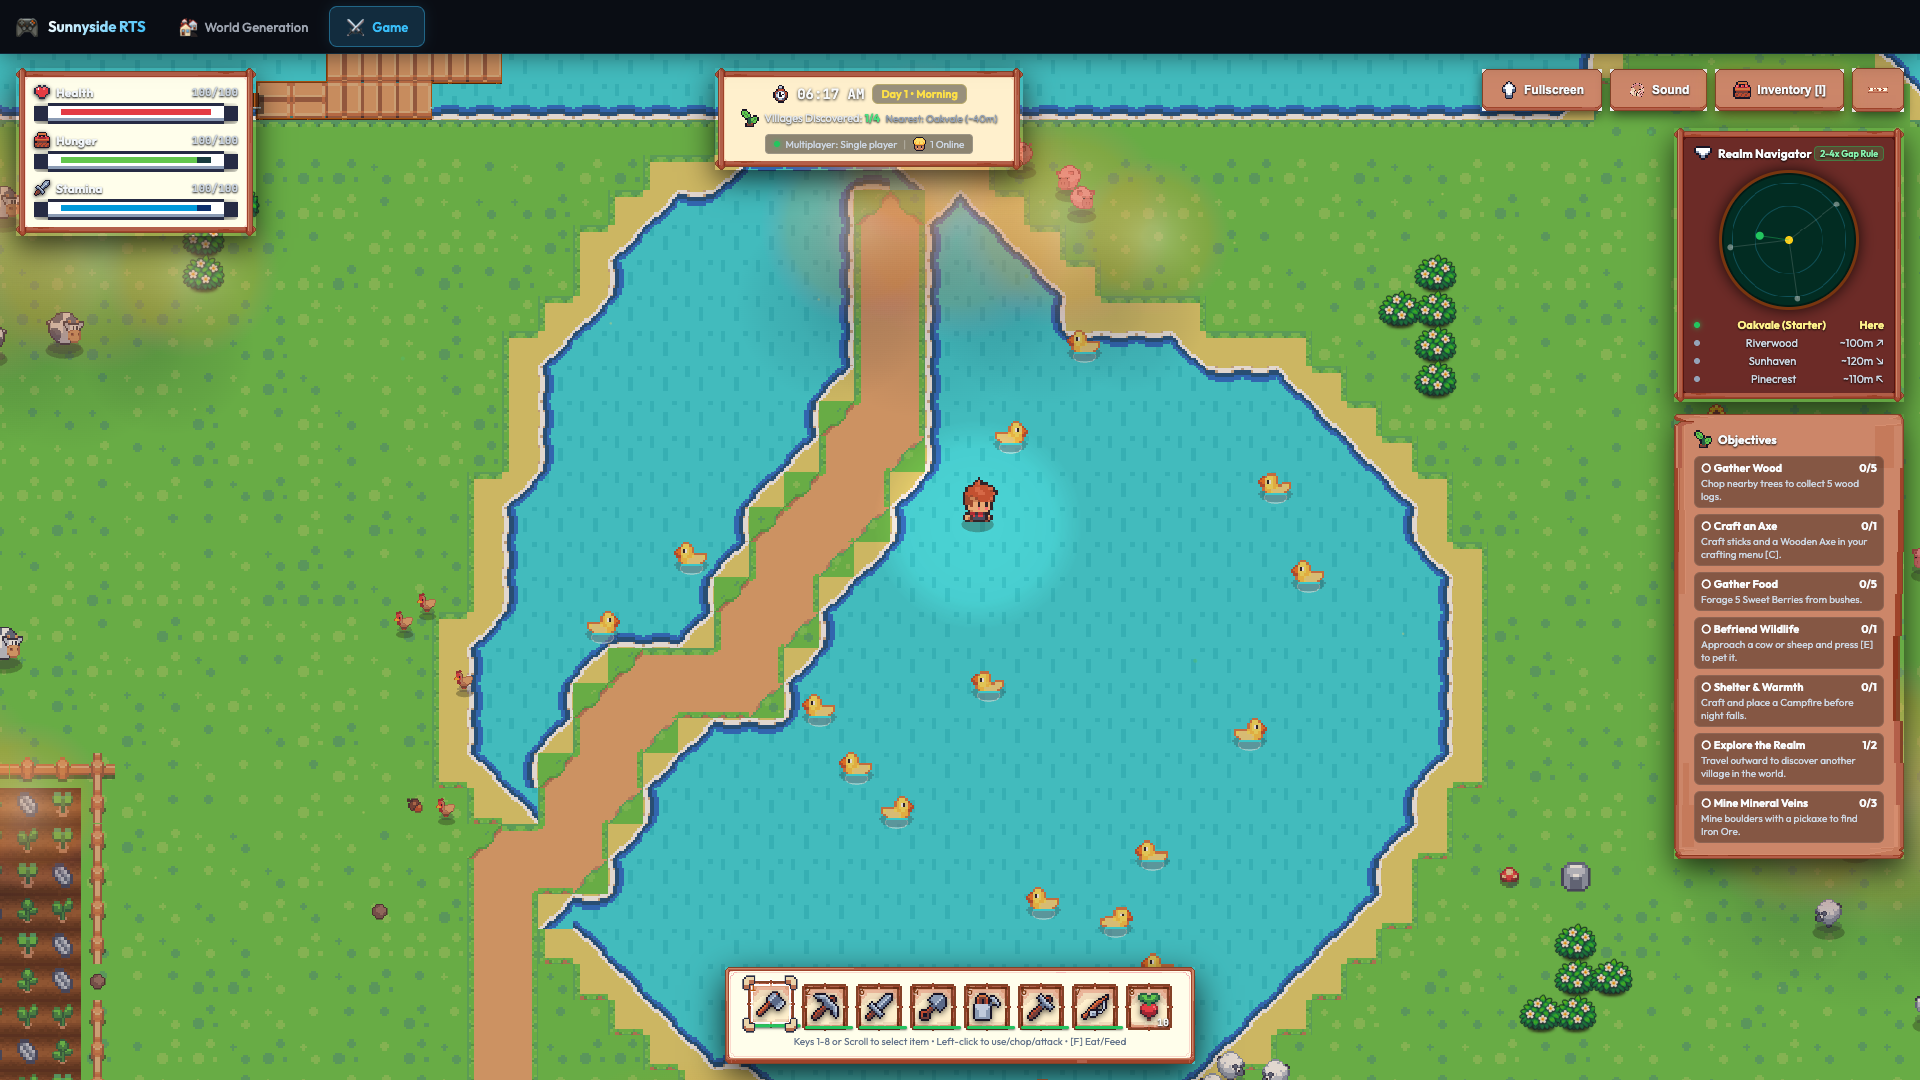 Sunnyside RTS
World Generation
Game
Health 100/100
Hunger 100/100
Stamina 100/100
06:17 AM Day 1 • Morning
Villages Discovered: 1/4 Nearest: Oakvale (~40m)
Multiplayer: Single player | 1 Online
Fullscreen
Sound
Inventory [I]
Realm Navigator 2-4x Gap Rule
Oakvale (Starter) Here
Riverwood ~100m ↗
Sunhaven ~120m ↘
Pinecrest ~110m ↖
Objectives
Gather Wood 0/5
Chop nearby trees to collect 5 wood
logs.
Craft an Axe 0/1
Craft sticks and a Wooden Axe in your
crafting menu [C].
Gather Food 0/5
Forage 5 Sweet Berries from bushes.
Befriend Wildlife 0/1
Approach a cow or sheep and press [E]
to pet it.
Shelter & Warmth 0/1
Craft and place a Campfire before
night falls.
Explore the Realm 1/2
Travel outward to discover another
village in the world.
Mine Mineral Veins 0/3
Mine boulders with a pickaxe to find
Iron Ore.
10
Keys 1-8 or Scroll to select item • Left-click to use/chop/attack • [F] Eat/Feed